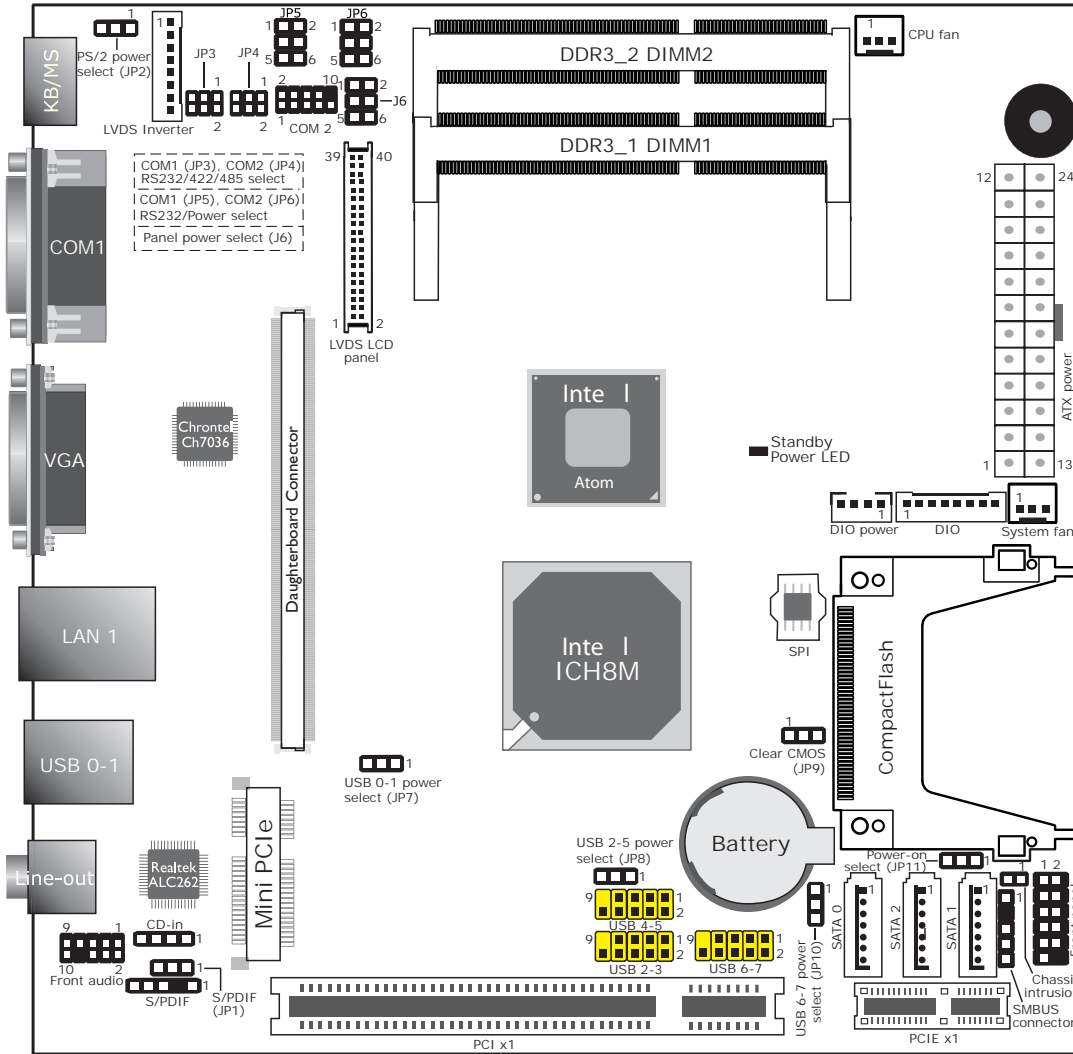 PS/2 power
select (JP2)
1
KB/MS
1
LVDS Inverter
JP3
1
2
JP4
1
2
JP5
1 2
5 6
JP6
1 2
5 6
2 10
1
COM 2
1 2
J6
5 6
DDR3_2 DIMM2
DDR3_1 DIMM1
1
CPU fan
COM1 (JP3), COM2 (JP4)
RS232/422/485 select
COM1 (JP5), COM2 (JP6)
RS232/Power select
Panel power select (J6)
39 40
1 2
LVDS LCD
panel
12 24
1 13
ATX power
COM1
VGA
Chrontel
Ch7036
Daughterboard Connector
Inte l
Atom
Standby
Power LED
1
DIO power
1
DIO
1
System fan
LAN 1
Inte l
ICH8M
SPI
CompactFlash
1
Clear CMOS
(JP9)
USB 0-1
1
USB 0-1 power
select (JP7)
Mini PCIe
Battery
USB 2-5 power
select (JP8)
1
Power-on
select (JP11)
1
Line-out
Realtek
ALC262
9 1
2
USB 4-5
9 1
2
USB 2-3
9 1
2
USB 6-7
1
USB 6-7 power
select (JP10)
SATA 0
1
SATA 2
1
SATA 1
1
1
1
1 2
9 1
10 2
Front audio
CD-in
1
1
S/PDIF
(JP1)
1
S/PDIF
Chassi
intrusio
SMBUS
connector
PCI x1
PCIE x1